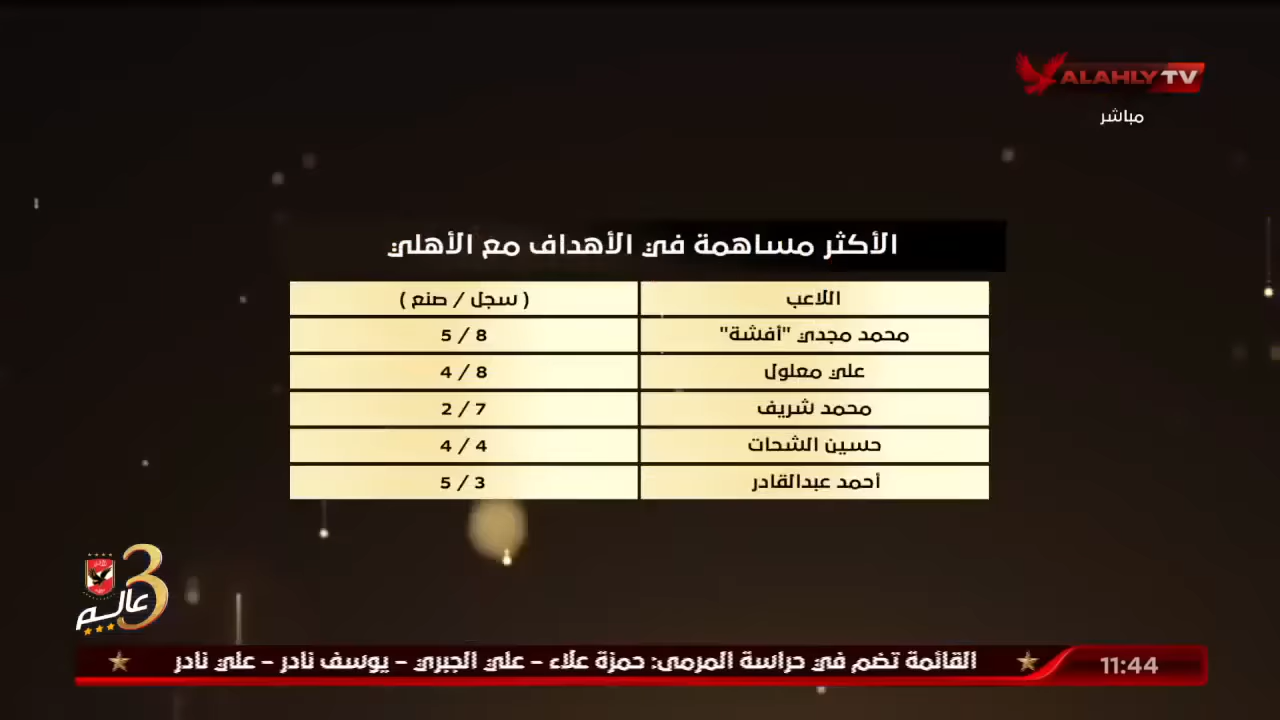 ALAHLY TV
مباشر
الأكثر مساهمة في الأهداف مع الأهلي
اللاعب ( سجل / صنع )
محمد مجدي "أفشة" 8 / 5
علي معلول 8 / 4
محمد شريف 7 / 2
حسين الشحات 4 / 4
أحمد عبدالقادر 3 / 5
3 عالم
القائمة تضم في حراسة المرمى: حمزة علاء - علي الجبري - يوسف نادر - علي نادر
11:44